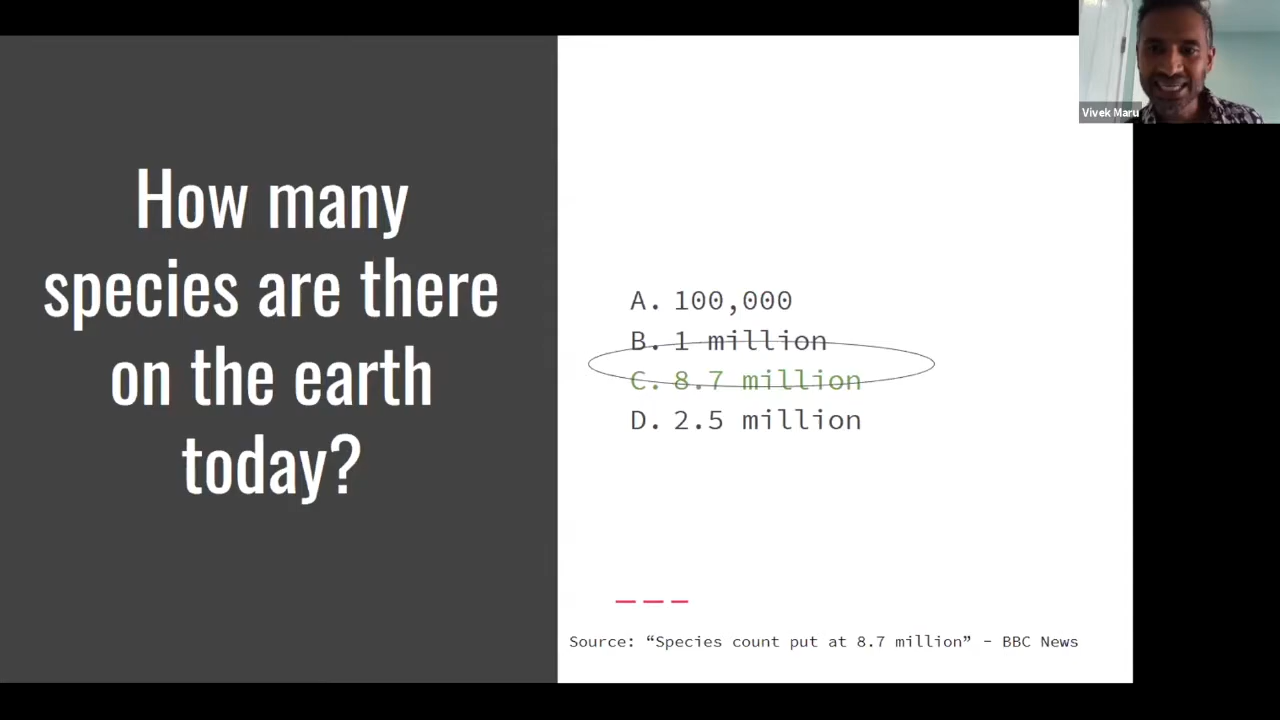 How many
species are there
on the earth
today?
A. 100,000
B. 1 million
C. 8.7 million
D. 2.5 million
Source: “Species count put at 8.7 million” - BBC News
Vivek Maru